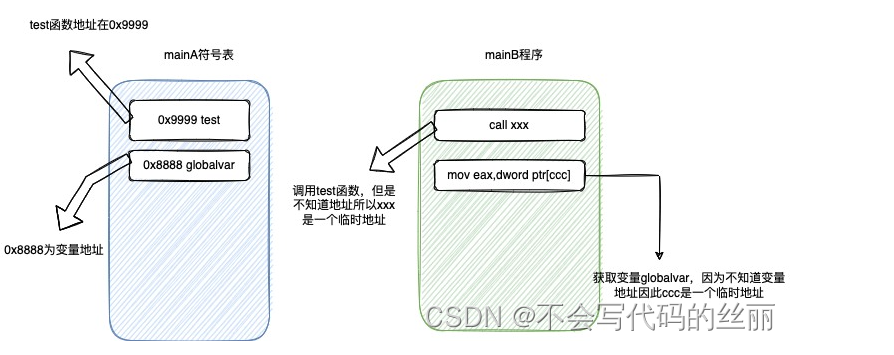 test函数地址在0x9999
mainA符号表
mainB程序
0x9999 test
call xxx
0x8888 globalvar
mov eax,dword ptr[ccc]
调用test函数，但是
不知道地址所以xxx
是一个临时地址
0x8888为变量地址
获取变量globalvar，因为不知道变量
地址因此ccc是一个临时地址
CSDN @不会写代码的丝丽